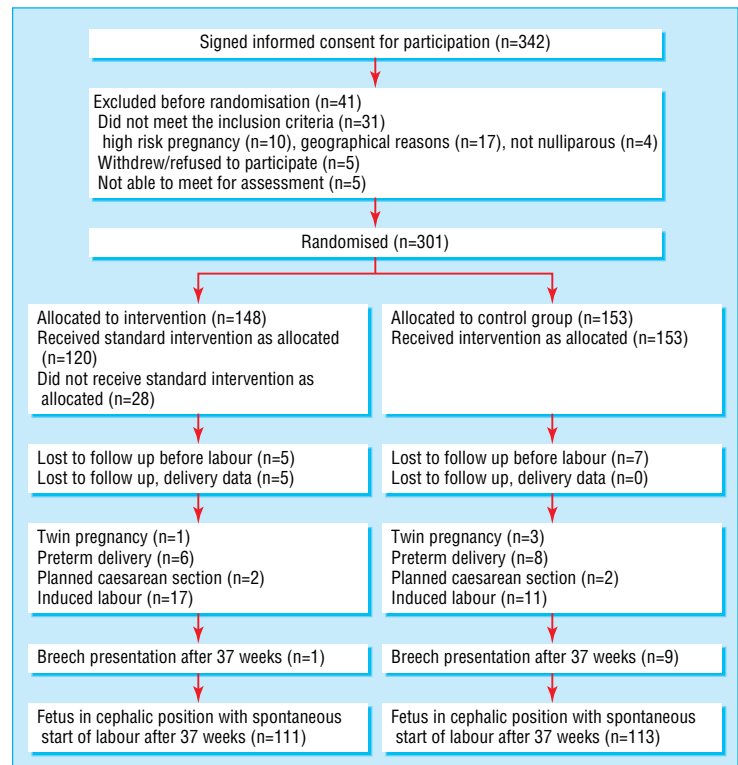 Signed informed consent for participation (n=342)
Excluded before randomisation (n=41)
Did not meet the inclusion criteria (n=31)
high risk pregnancy (n=10), geographical reasons (n=17), not nulliparous (n=4)
Withdrew/refused to participate (n=5)
Not able to meet for assessment (n=5)
Randomised (n=301)
Allocated to intervention (n=148)
Received standard intervention as allocated
(n=120)
Did not receive standard intervention as
allocated (n=28)
Allocated to control group (n=153)
Received intervention as allocated (n=153)
Lost to follow up before labour (n=5)
Lost to follow up, delivery data (n=5)
Lost to follow up before labour (n=7)
Lost to follow up, delivery data (n=0)
Twin pregnancy (n=1)
Preterm delivery (n=6)
Planned caesarean section (n=2)
Induced labour (n=17)
Twin pregnancy (n=3)
Preterm delivery (n=8)
Planned caesarean section (n=2)
Induced labour (n=11)
Breech presentation after 37 weeks (n=1)
Breech presentation after 37 weeks (n=9)
Fetus in cephalic position with spontaneous
start of labour after 37 weeks (n=111)
Fetus in cephalic position with spontaneous
start of labour after 37 weeks (n=113)